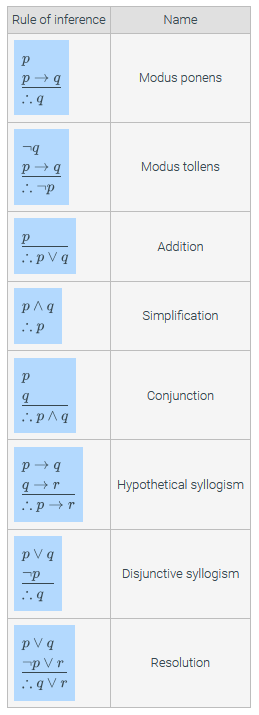 Rule of inference Name
p
p → q
∴ q
Modus ponens
¬q
p → q
∴ ¬p
Modus tollens
p
∴ p ∨ q
Addition
p ∧ q
∴ p
Simplification
p
q
∴ p ∧ q
Conjunction
p → q
q → r
∴ p → r
Hypothetical syllogism
p ∨ q
¬p
∴ q
Disjunctive syllogism
p ∨ q
¬p ∨ r
∴ q ∨ r
Resolution